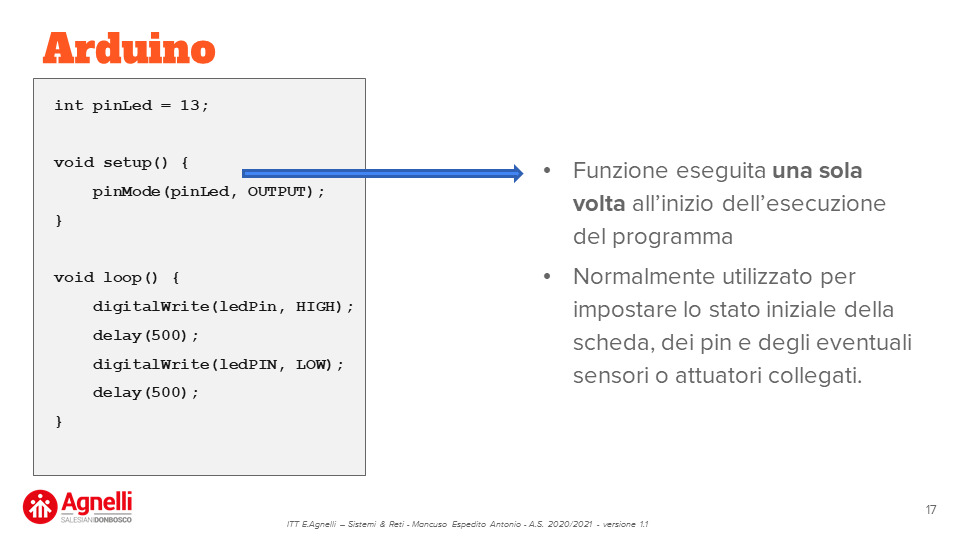 Arduino
int pinLed = 13;
void setup() {
pinMode(pinLed, OUTPUT);
}
void loop() {
digitalWrite(ledPin, HIGH);
delay(500);
digitalWrite(ledPIN, LOW);
delay(500);
}
• Funzione eseguita una sola
volta all’inizio dell’esecuzione
del programma
• Normalmente utilizzato per
impostare lo stato iniziale della
scheda, dei pin e degli eventuali
sensori o attuatori collegati.
Agnelli
SALESIANIDONBOSCO
ITT E.Agnelli – Sistemi & Reti - Mancuso Espedito Antonio - A.S. 2020/2021 - versione 1.1
17